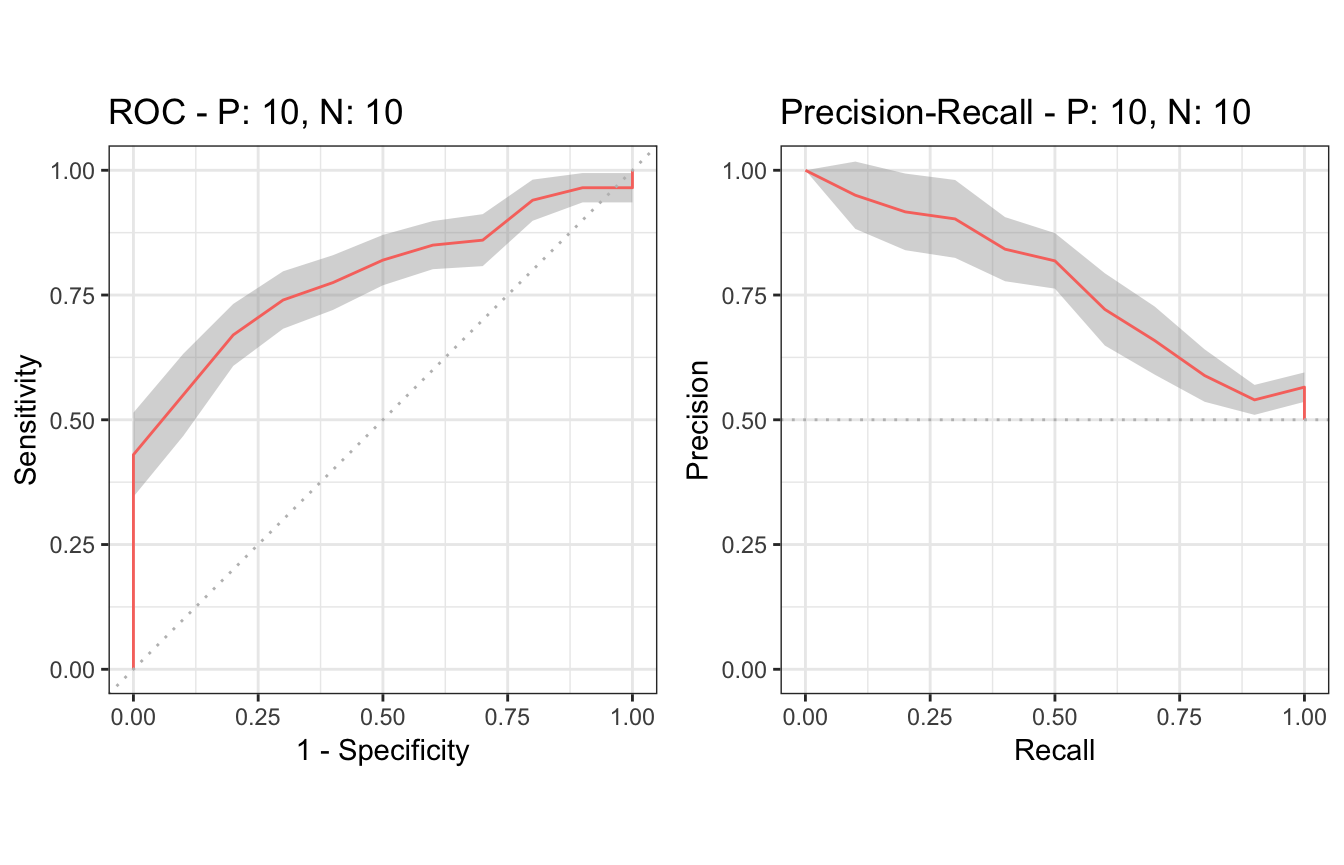 ROC - P: 10, N: 10
1.00
0.75
0.50
0.25
0.00
Sensitivity
0.00 0.25 0.50 0.75 1.00
1 - Specificity
Precision-Recall - P: 10, N: 10
1.00
0.75
0.50
0.25
0.00
Precision
0.00 0.25 0.50 0.75 1.00
Recall